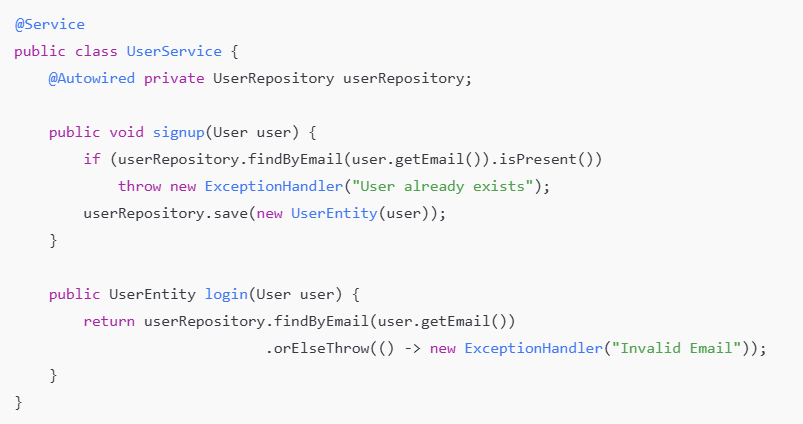 @Service
public class UserService {
    @Autowired private UserRepository userRepository;

    public void signup(User user) {
        if (userRepository.findByEmail(user.getEmail()).isPresent())
            throw new ExceptionHandler("User already exists");
        userRepository.save(new UserEntity(user));
    }

    public UserEntity login(User user) {
        return userRepository.findByEmail(user.getEmail())
                             .orElseThrow(() -> new ExceptionHandler("Invalid Email"));
    }
}